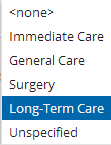 <none>
Immediate Care
General Care
Surgery
Long-Term Care
Unspecified